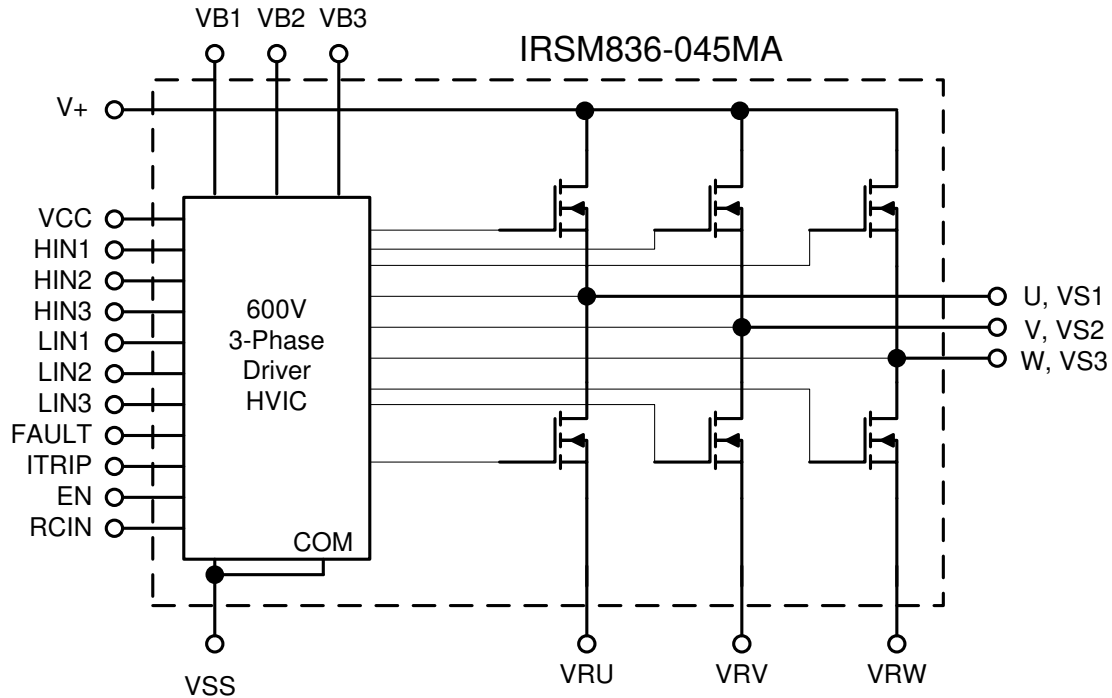 VB1 VB2 VB3
IRSM836-045MA
V+
VCC
HIN1
HIN2
HIN3
LIN1
LIN2
LIN3
FAULT
ITRIP
EN
RCIN
600V
3-Phase
Driver
HVIC
COM
U, VS1
V, VS2
W, VS3
VSS
VRU VRV VRW